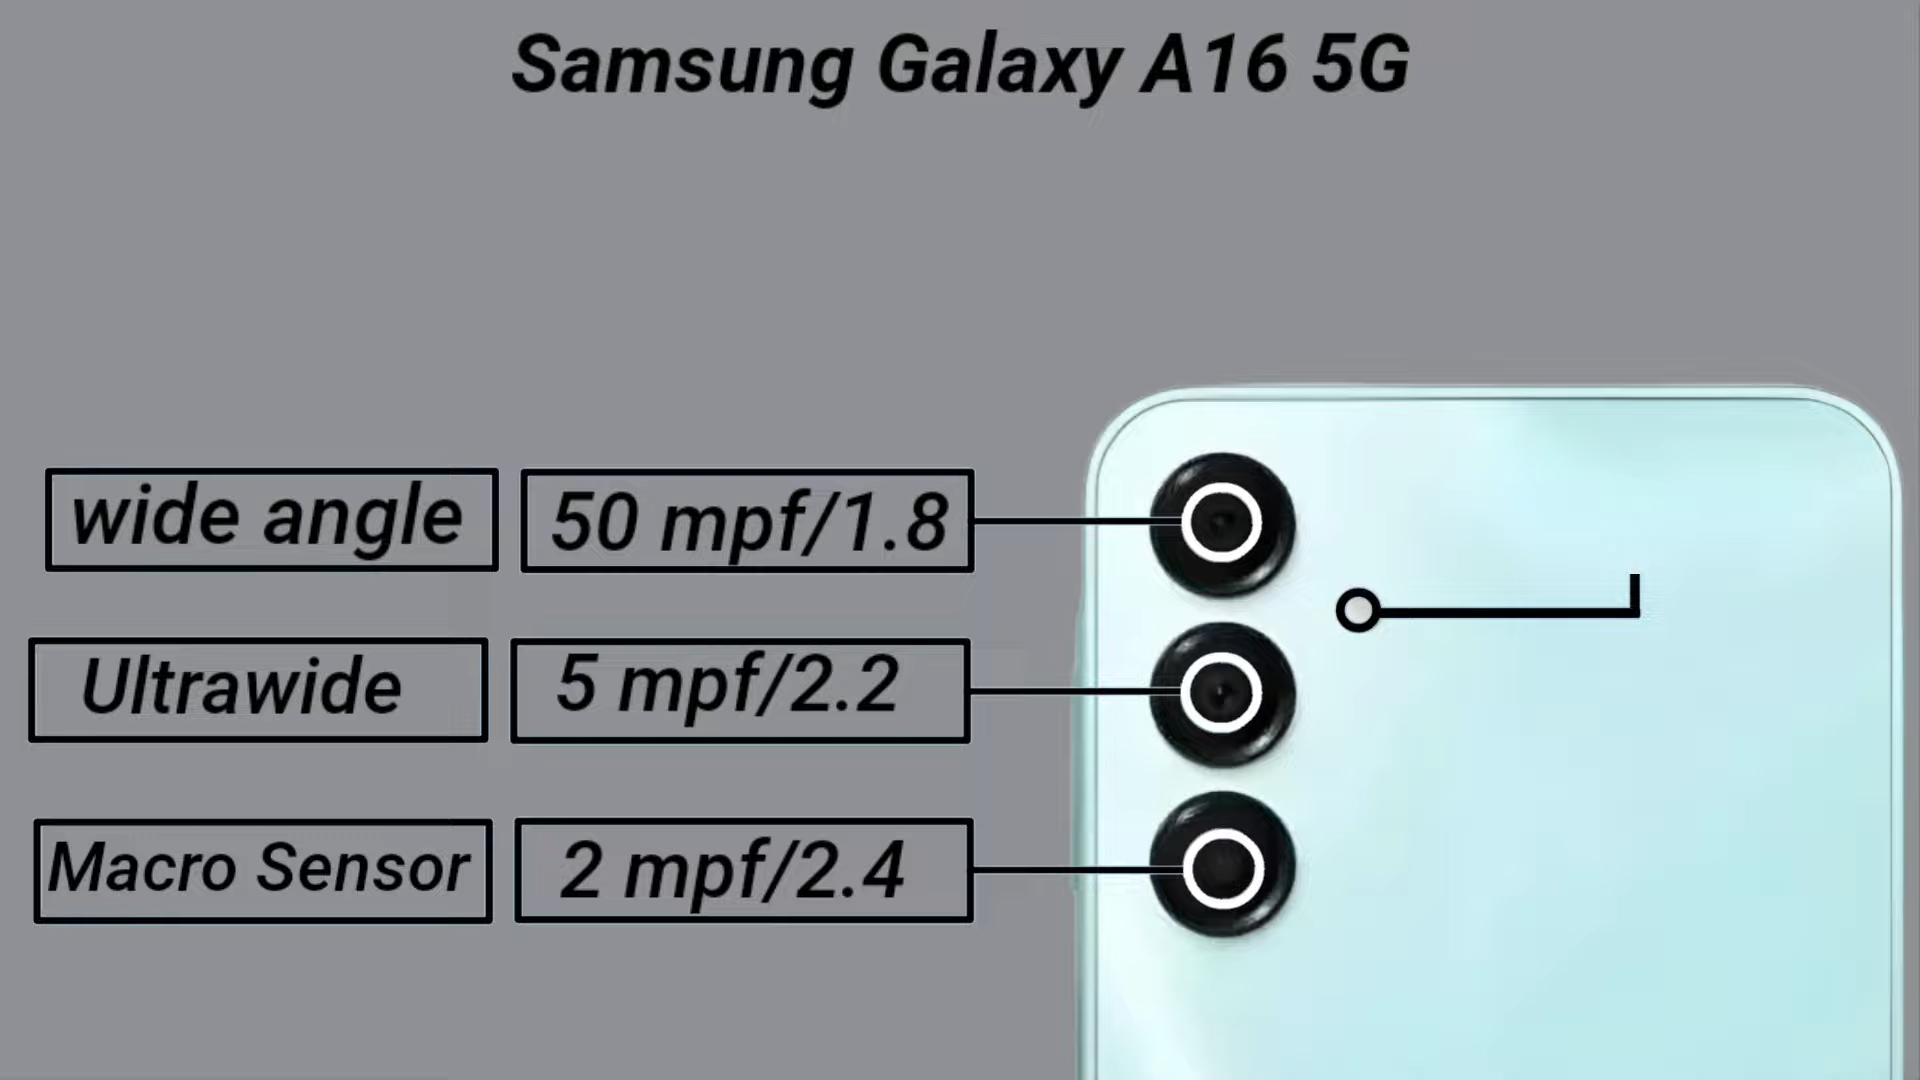 Samsung Galaxy A16 5G
wide angle
50 mpf/1.8
Ultrawide
5 mpf/2.2
Macro Sensor
2 mpf/2.4